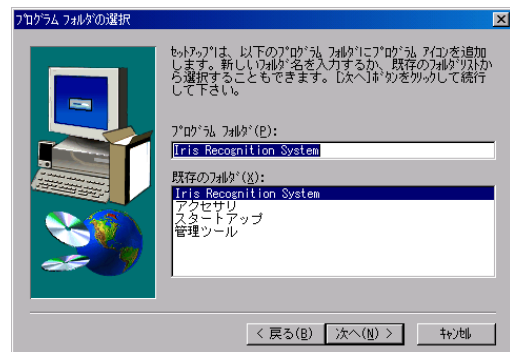 ﾌﾟﾛｸﾞﾗﾑ ﾌｫﾙﾀﾞの選択
ｾｯﾄｱｯﾌﾟは、以下のﾌﾟﾛｸﾞﾗﾑ ﾌｫﾙﾀﾞにﾌﾟﾛｸﾞﾗﾑ ｱｲｺﾝを追加
します。新しいﾌｫﾙﾀﾞ名を入力するか、既存のﾌｫﾙﾀﾞﾘｽﾄか
ら選択することもできます。[次へ]ﾎﾞﾀﾝをｸﾘｯｸして続行
して下さい。
ﾌﾟﾛｸﾞﾗﾑ ﾌｫﾙﾀﾞ(P):
Iris Recognition System
既存のﾌｫﾙﾀﾞ(X):
Iris Recognition System
アクセサリ
スタートアップ
管理ツール
< 戻る(B) 次へ(N) > ｷｬﾝｾﾙ